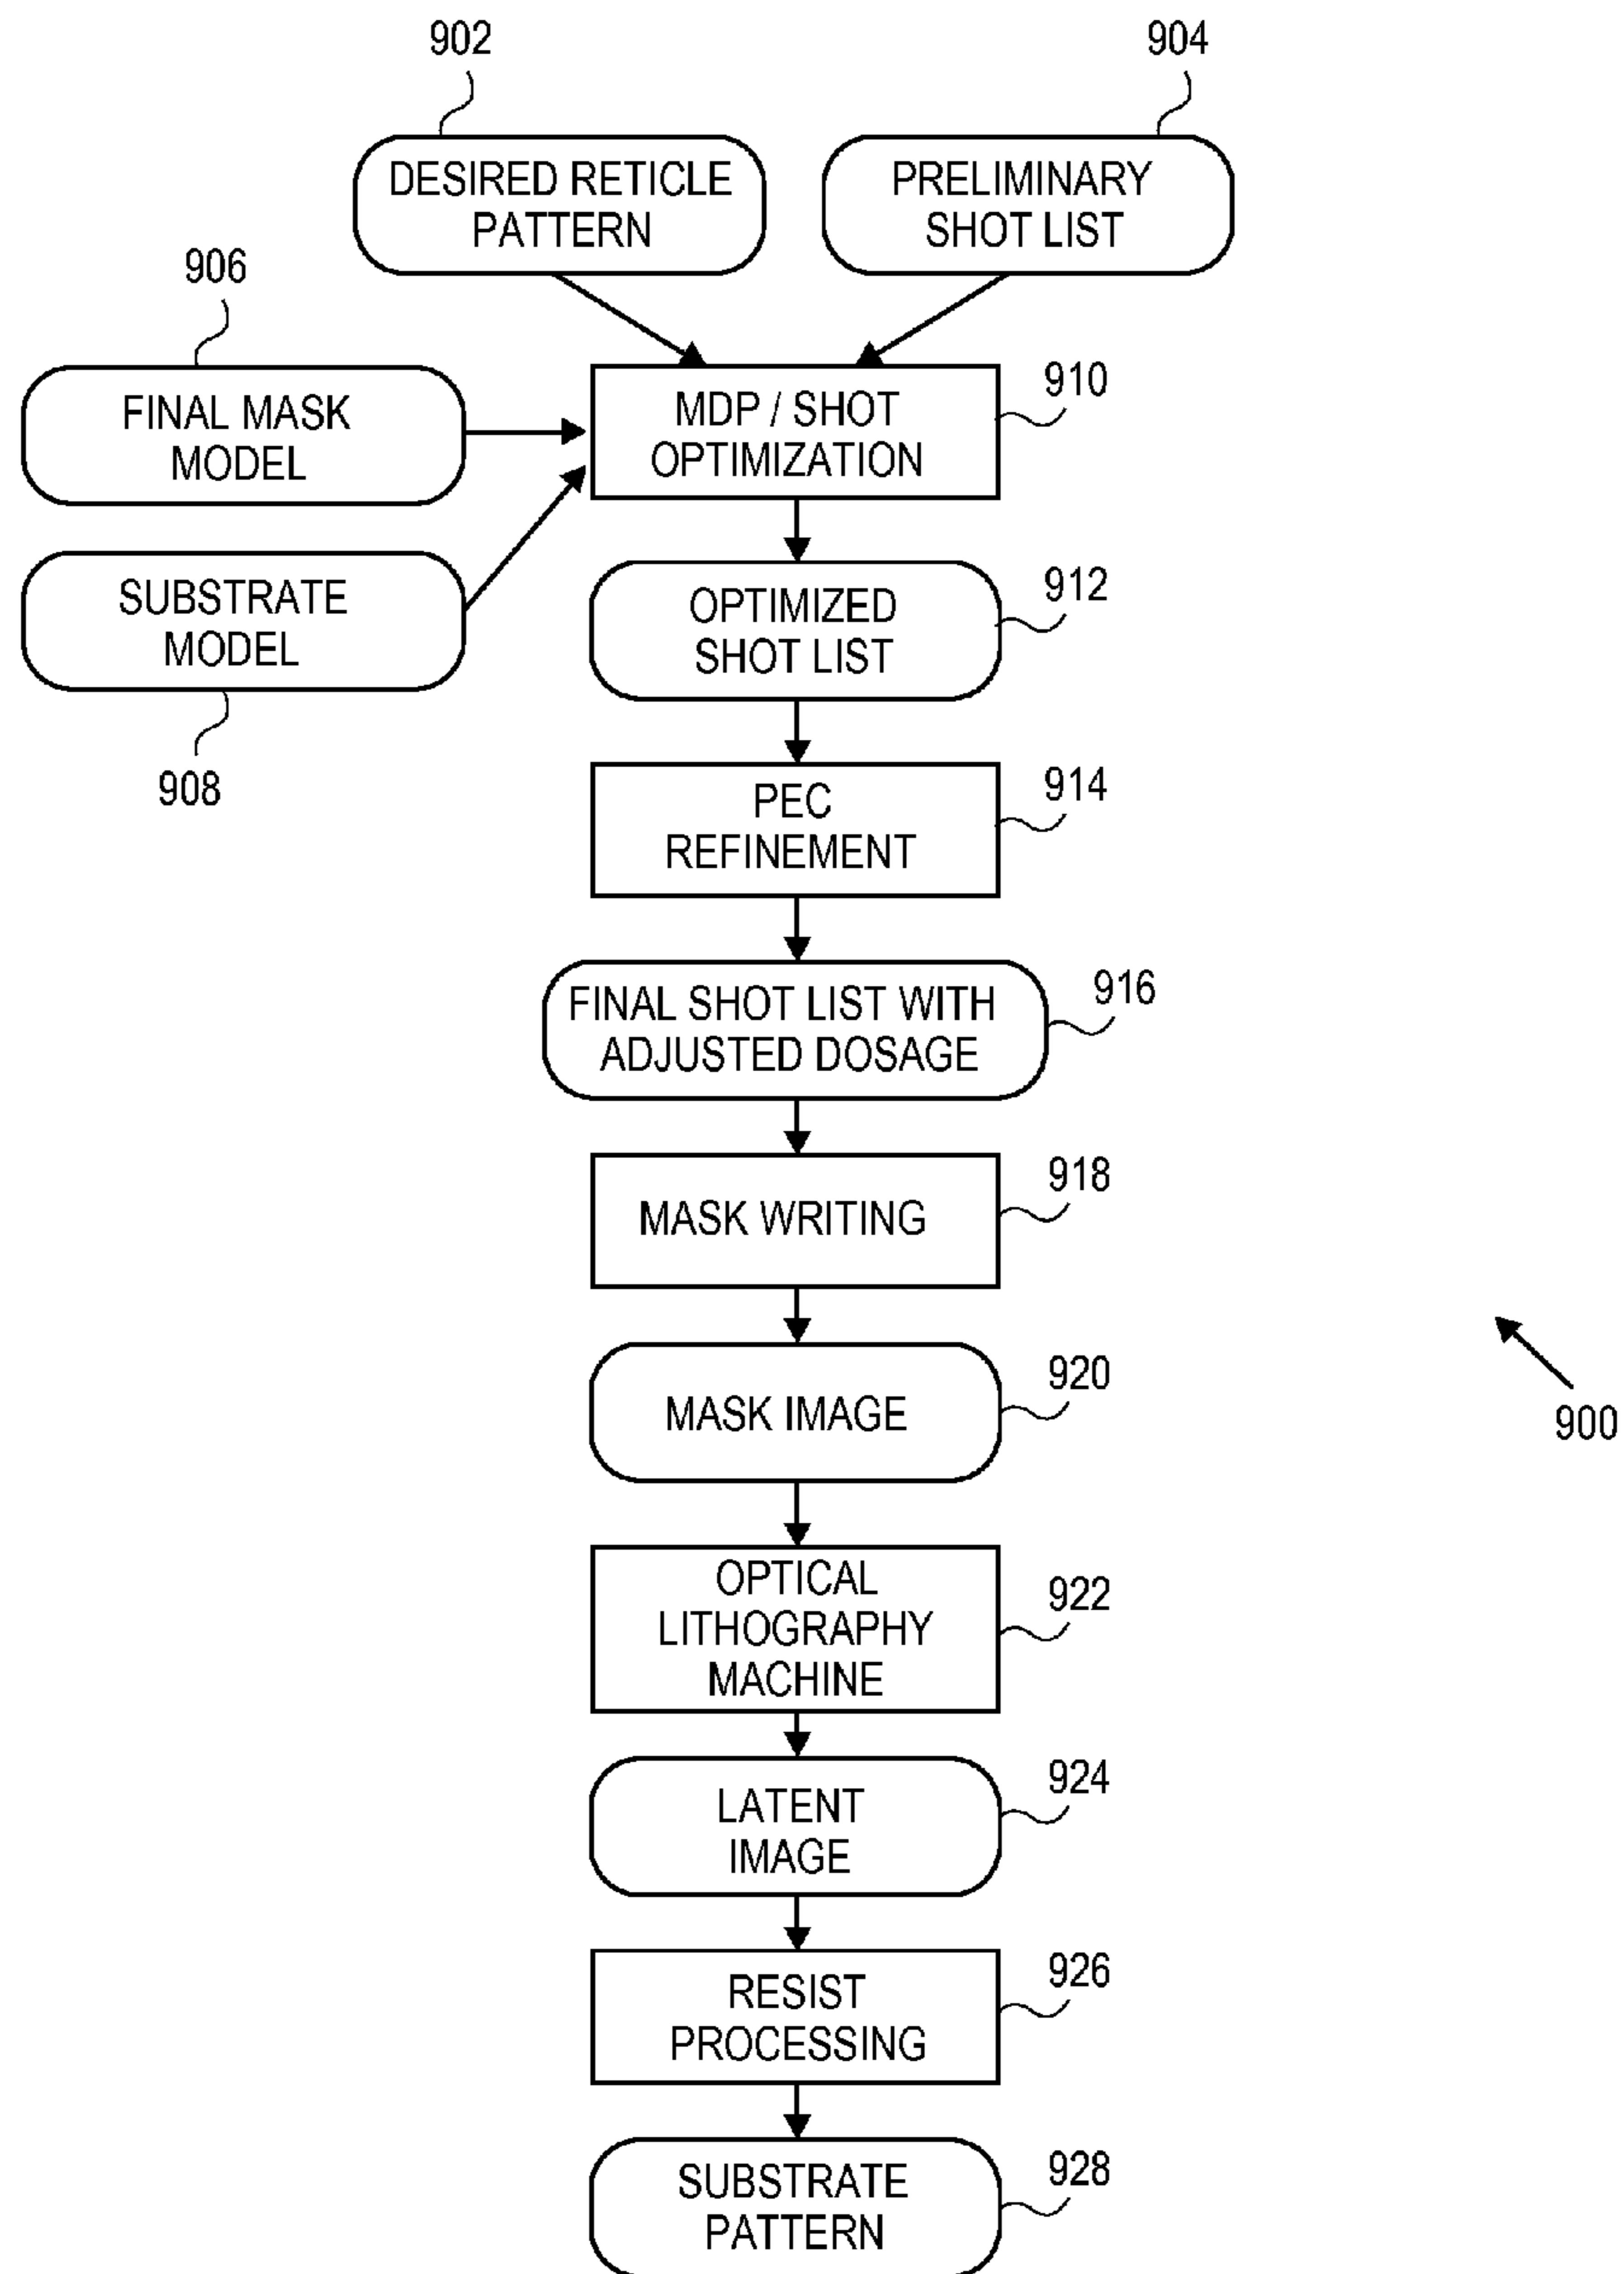 902
904
DESIRED RETICLE
PATTERN
PRELIMINARY
SHOT LIST
906
FINAL MASK
MODEL
MDP / SHOT
OPTIMIZATION
910
SUBSTRATE
MODEL
908
OPTIMIZED
SHOT LIST
912
PEC
REFINEMENT
914
FINAL SHOT LIST WITH
ADJUSTED DOSAGE
916
MASK WRITING
918
MASK IMAGE
920
900
OPTICAL
LITHOGRAPHY
MACHINE
922
LATENT
IMAGE
924
RESIST
PROCESSING
926
SUBSTRATE
PATTERN
928